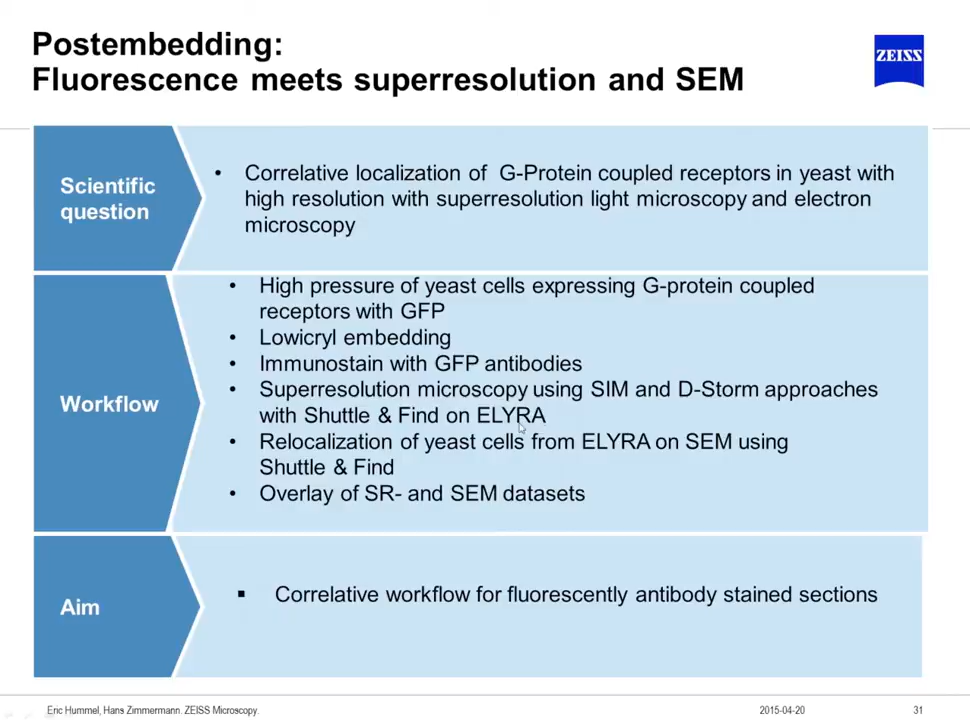 Postembedding:
Fluorescence meets superresolution and SEM
ZEISS
Scientific
question
• Correlative localization of G-Protein coupled receptors in yeast with
high resolution with superresolution light microscopy and electron
microscopy
Workflow
• High pressure of yeast cells expressing G-protein coupled
receptors with GFP
• Lowicryl embedding
• Immunostain with GFP antibodies
• Superresolution microscopy using SIM and D-Storm approaches
with Shuttle & Find on ELYRA
• Relocalization of yeast cells from ELYRA on SEM using
Shuttle & Find
• Overlay of SR- and SEM datasets
Aim
▪ Correlative workflow for fluorescently antibody stained sections
Eric Hummel, Hans Zimmermann. ZEISS Microscopy.
2015-04-20
31